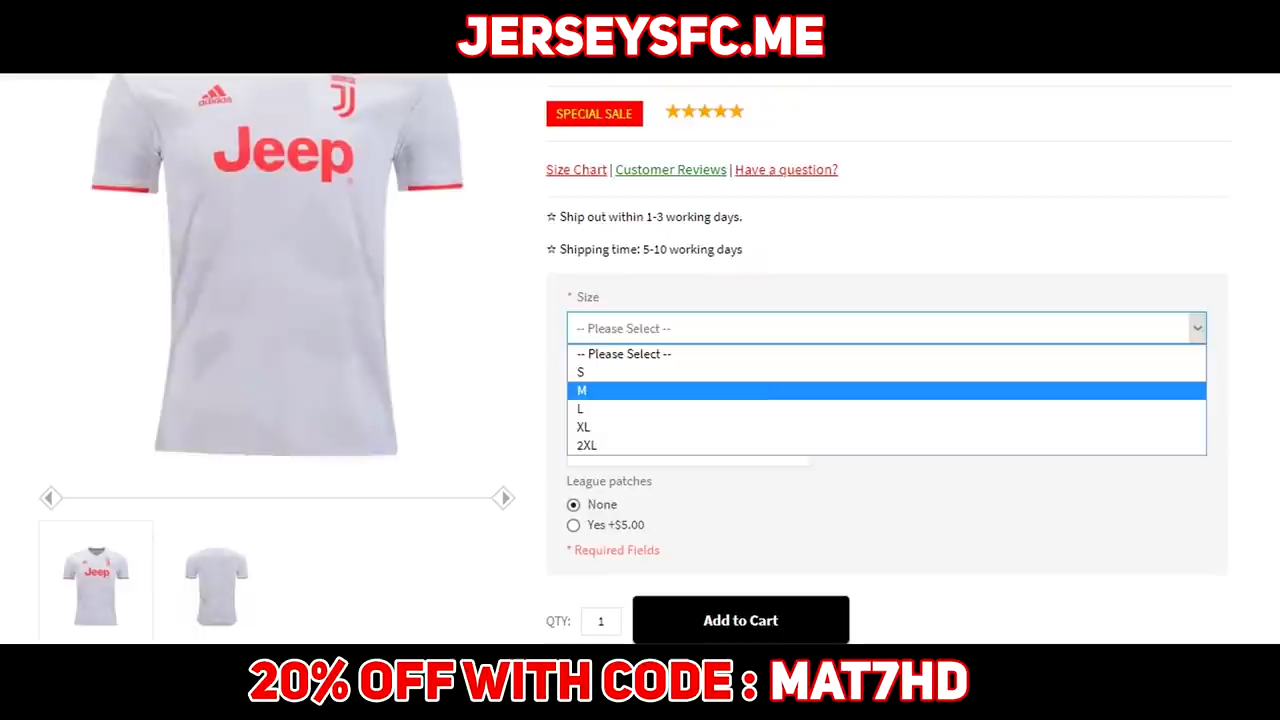 JERSEYSFC.ME
adidas
Jeep
SPECIAL SALE
Size Chart | Customer Reviews | Have a question?
☆ Ship out within 1-3 working days.
☆ Shipping time: 5-10 working days
* Size
-- Please Select --
-- Please Select --
S
M
L
XL
2XL
League patches
None
Yes +$5.00
* Required Fields
Jeep
QTY: 1 Add to Cart
20% OFF WITH CODE : MAT7HD